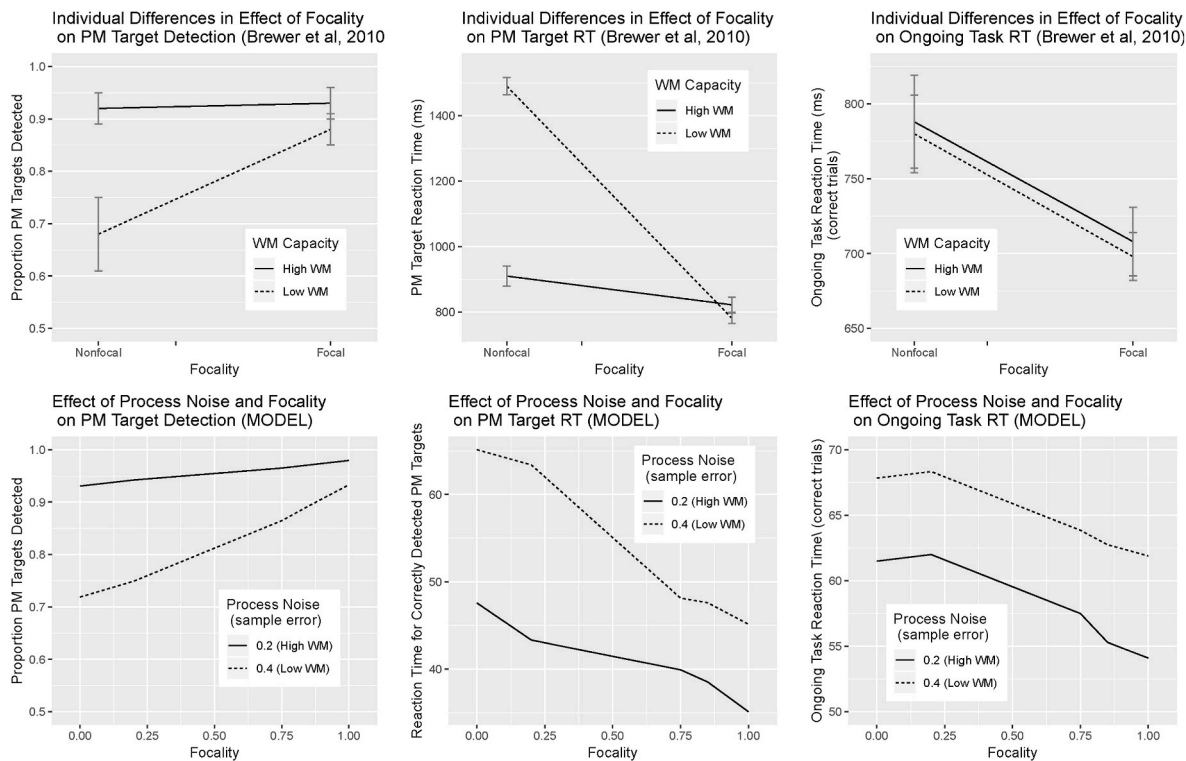 Individual Differences in Effect of Focality
on PM Target Detection (Brewer et al, 2010
Proportion PM Targets Detected
1.0
0.9
0.8
0.7
0.6
0.5
WM Capacity
High WM
Low WM
Nonfocal
Focal
Focality
Individual Differences in Effect of Focality
on PM Target RT (Brewer et al, 2010)
PM Target Reaction Time (ms)
1400
1200
1000
800
WM Capacity
High WM
Low WM
Nonfocal
Focal
Focality
Individual Differences in Effect of Focality
on Ongoing Task RT (Brewer et al, 2010)
Ongoing Task Reaction Time (ms)
(correct trials)
800
750
700
650
WM Capacity
High WM
Low WM
Nonfocal
Focal
Focality
Effect of Process Noise and Focality
on PM Target Detection (MODEL)
Proportion PM Targets Detected
1.0
0.9
0.8
0.7
0.6
0.5
Process Noise
(sample error)
0.2 (High WM)
0.4 (Low WM)
0.00 0.25 0.50 0.75 1.00
Focality
Effect of Process Noise and Focality
on PM Target RT (MODEL)
Reaction Time for Correctly Detected PM Targets
60
50
40
Process Noise
(sample error)
0.2 (High WM)
0.4 (Low WM)
0.00 0.25 0.50 0.75 1.00
Focality
Effect of Process Noise and Focality
on Ongoing Task RT (MODEL)
Ongoing Task Reaction Time\ (correct trials)
70
65
60
55
50
Process Noise
(sample error)
0.2 (High WM)
0.4 (Low WM)
0.00 0.25 0.50 0.75 1.00
Focality